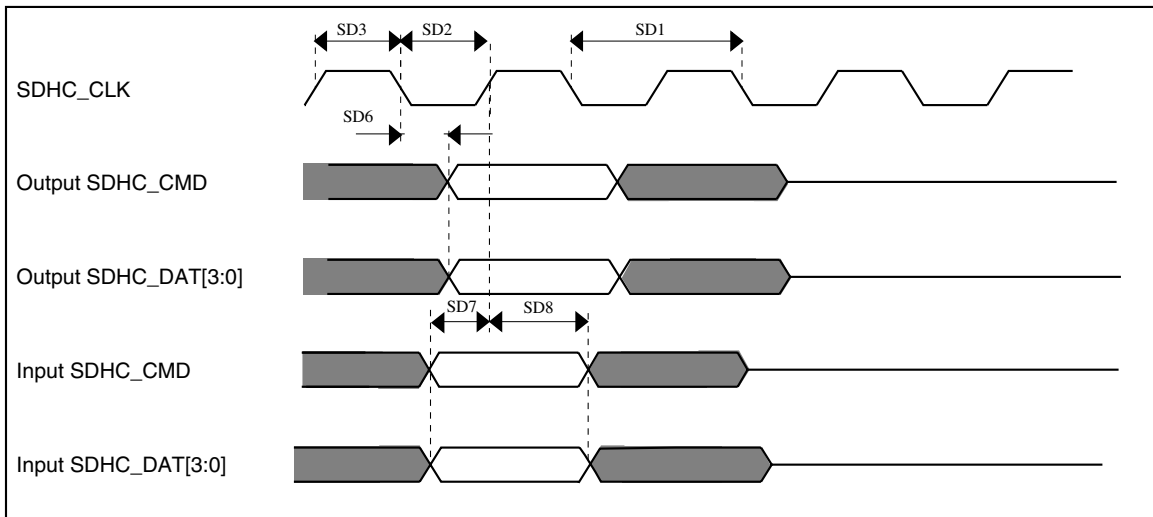 SD3 SD2 SD1
SDHC_CLK
SD6
Output SDHC_CMD
Output SDHC_DAT[3:0]
SD7 SD8
Input SDHC_CMD
Input SDHC_DAT[3:0]